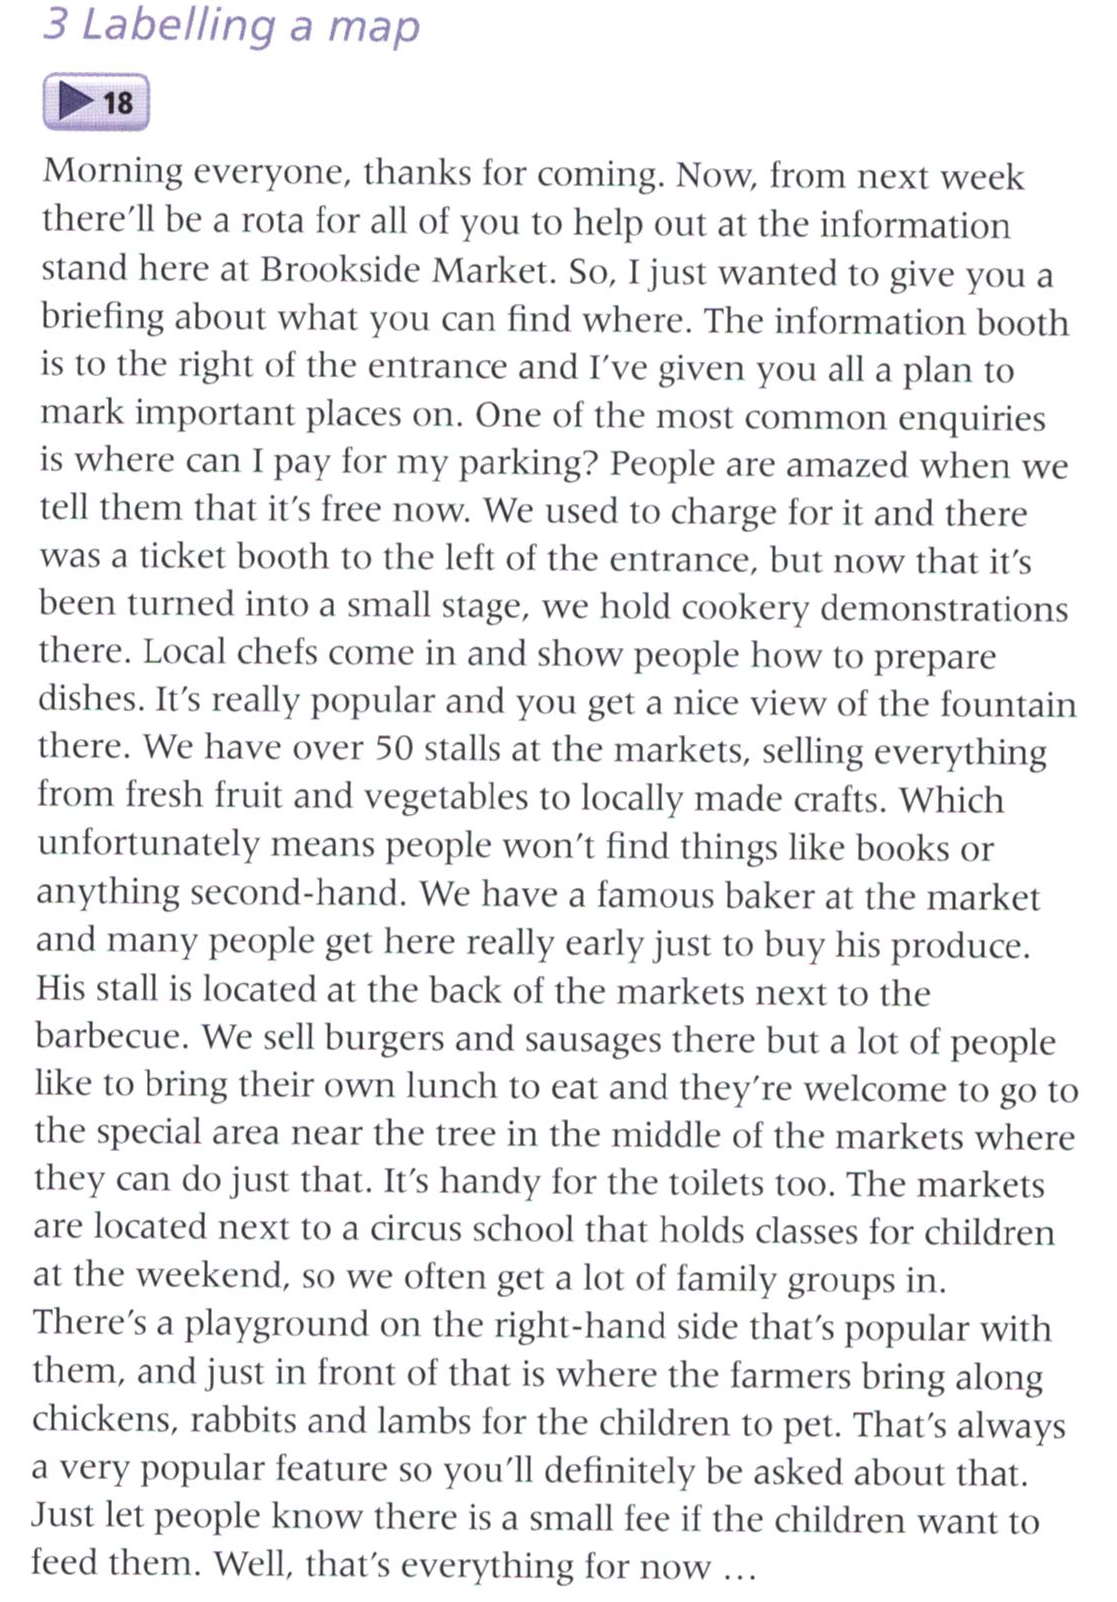 3 Labelling a map
18
Morning everyone, thanks for coming. Now, from next week
there'll be a rota for all of you to help out at the information
stand here at Brookside Market. So, I just wanted to give you a
briefing about what you can find where. The information booth
is to the right of the entrance and I've given you all a plan to
mark important places on. One of the most common enquiries
is where can I pay for my parking? People are amazed when we
tell them that it's free now. We used to charge for it and there
was a ticket booth to the left of the entrance, but now that it's
been turned into a small stage, we hold cookery demonstrations
there. Local chefs come in and show people how to prepare
dishes. It's really popular and you get a nice view of the fountain
there. We have over 50 stalls at the markets, selling everything
from fresh fruit and vegetables to locally made crafts. Which
unfortunately means people won't find things like books or
anything second-hand. We have a famous baker at the market
and many people get here really early just to buy his produce.
His stall is located at the back of the markets next to the
barbecue. We sell burgers and sausages there but a lot of people
like to bring their own lunch to eat and they're welcome to go to
the special area near the tree in the middle of the markets where
they can do just that. It's handy for the toilets too. The markets
are located next to a circus school that holds classes for children
at the weekend, so we often get a lot of family groups in.
There's a playground on the right-hand side that's popular with
them, and just in front of that is where the farmers bring along
chickens, rabbits and lambs for the children to pet. That's always
a very popular feature so you'll definitely be asked about that.
Just let people know there is a small fee if the children want to
feed them. Well, that's everything for now …